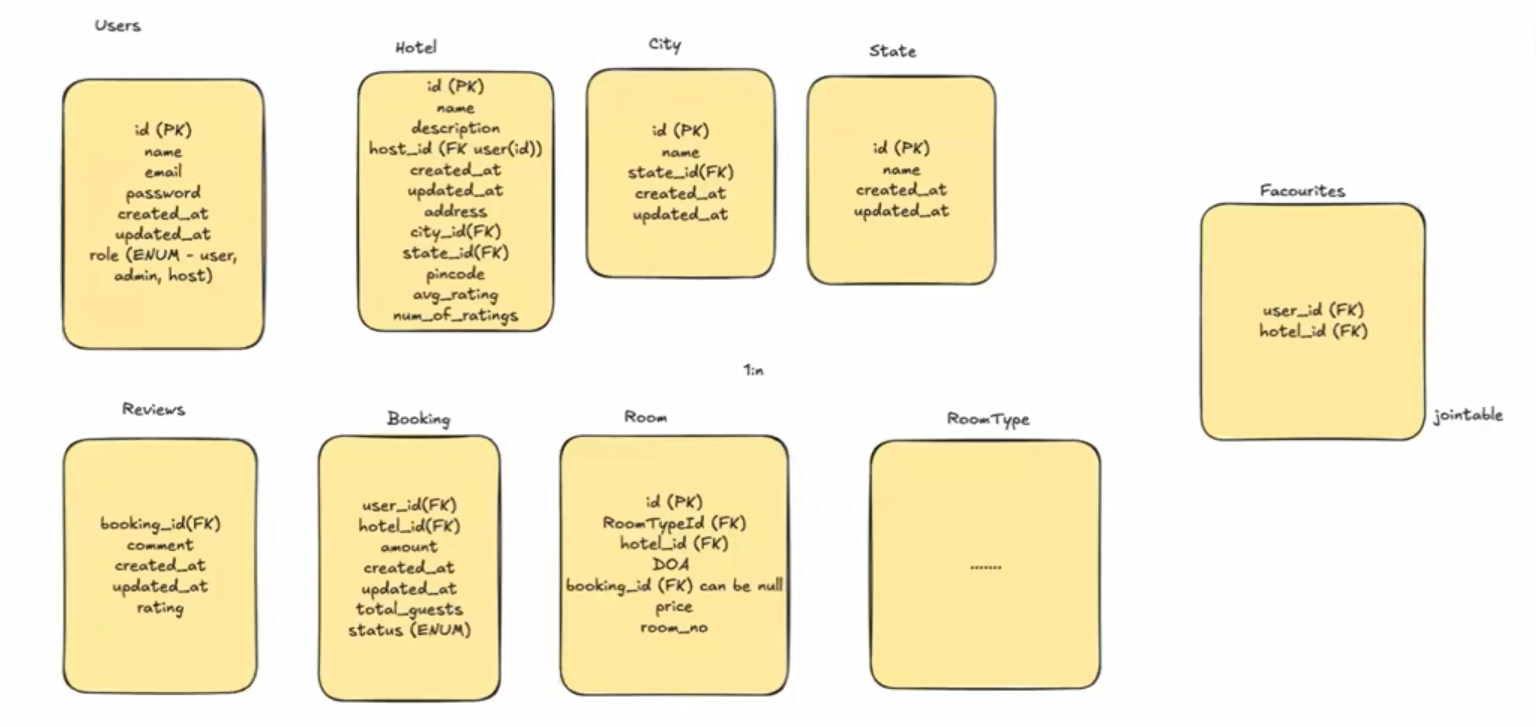 Users
id (PK)
name
email
password
created_at
updated_at
role (ENUM - user,
admin, host)
Hotel
id (PK)
name
description
host_id (FK user(id))
created_at
updated_at
address
city_id(FK)
state_id(FK)
pincode
avg_rating
num_of_ratings
City
id (PK)
name
state_id(FK)
created_at
updated_at
State
id (PK)
name
created_at
updated_at
Facourites
user_id (FK)
hotel_id (FK)
jointable
1:n
Reviews
booking_id(FK)
comment
created_at
updated_at
rating
Booking
user_id(FK)
hotel_id(FK)
amount
created_at
updated_at
total_guests
status (ENUM)
Room
id (PK)
RoomTypeId (FK)
hotel_id (FK)
DOA
booking_id (FK) can be null
price
room_no
RoomType
.......